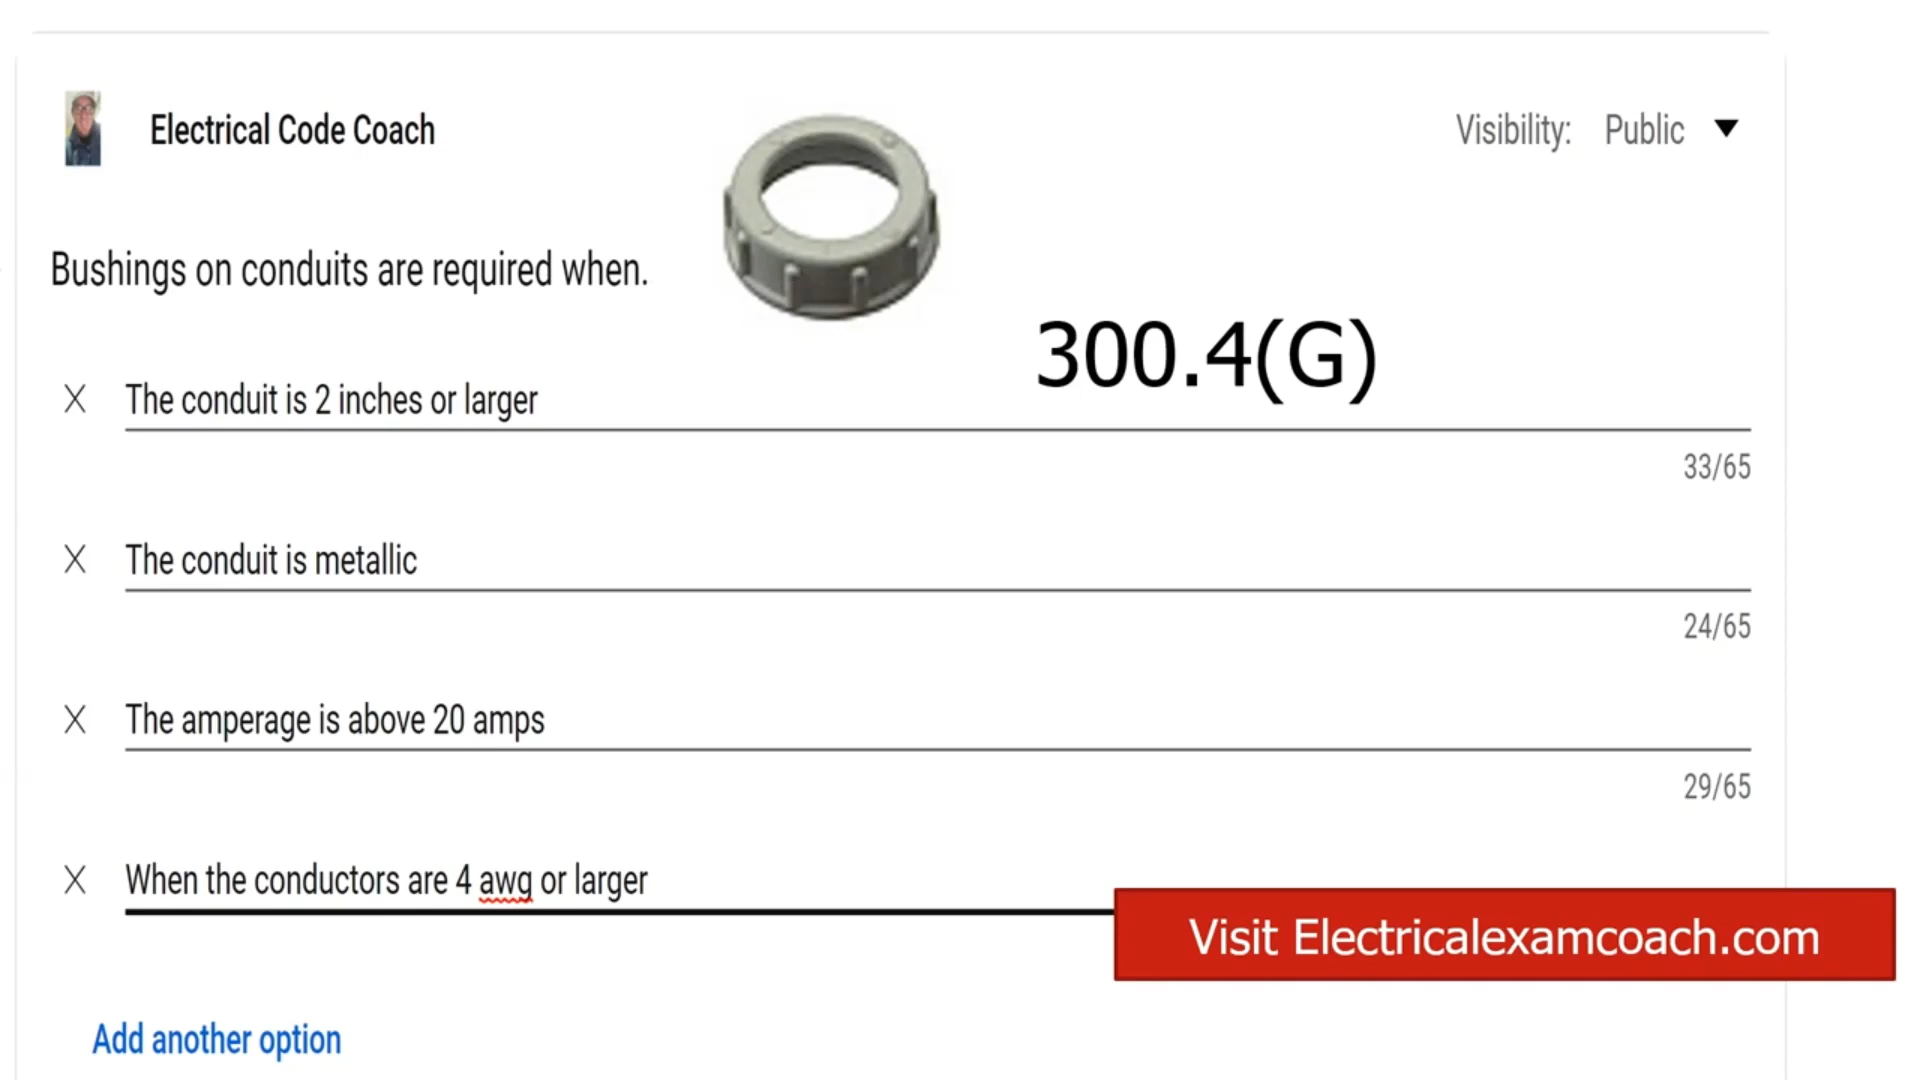 Electrical Code Coach
Visibility: Public
Bushings on conduits are required when.
300.4(G)
X The conduit is 2 inches or larger
33/65
X The conduit is metallic
24/65
X The amperage is above 20 amps
29/65
X When the conductors are 4 awg or larger
Visit Electricalexamcoach.com
Add another option